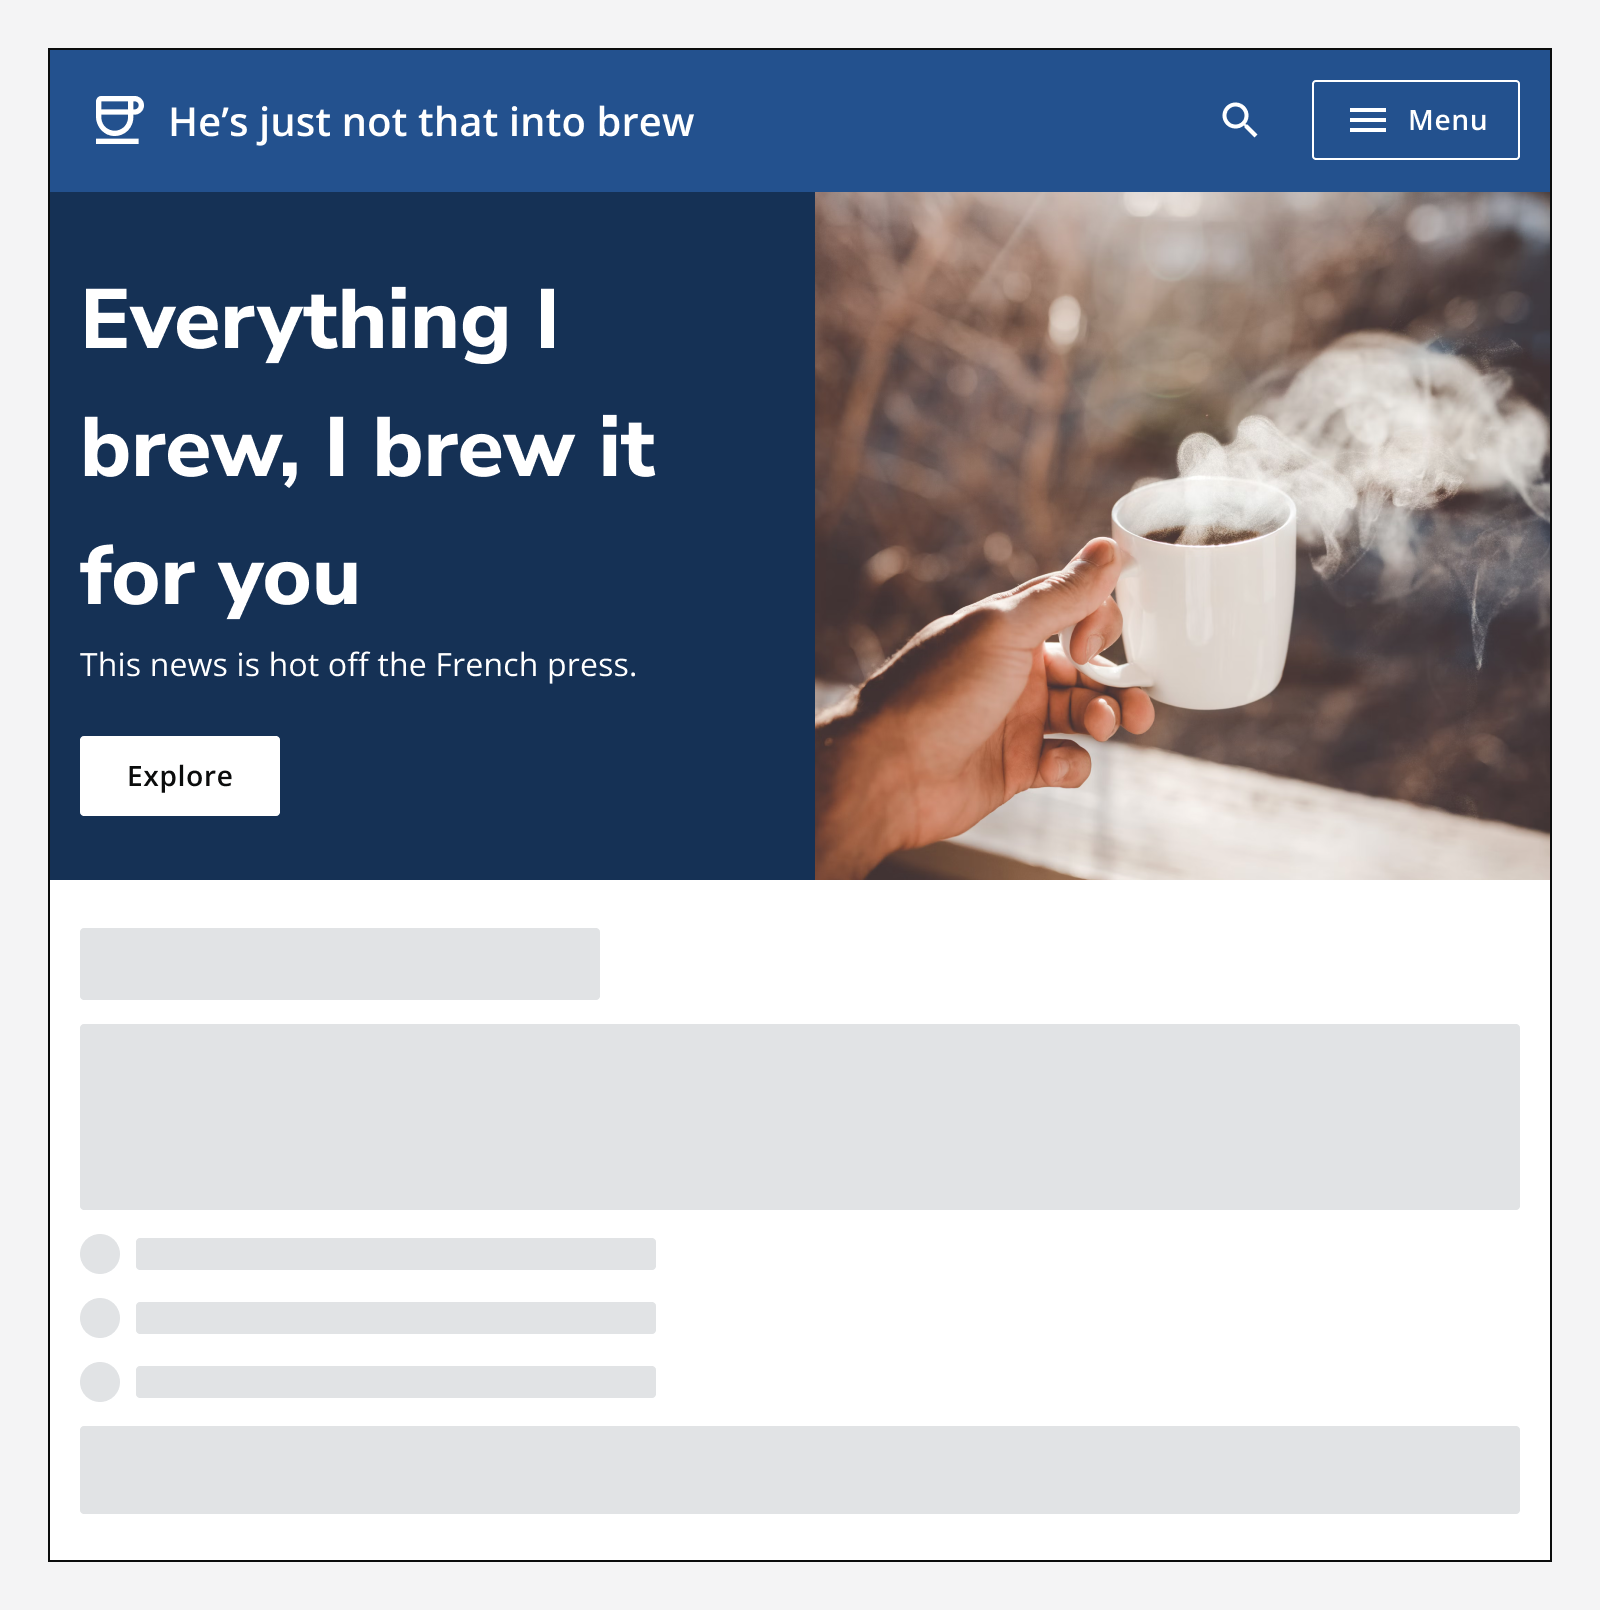 He’s just not that into brew
Menu
Everything I
brew, I brew it
for you
This news is hot off the French press.
Explore